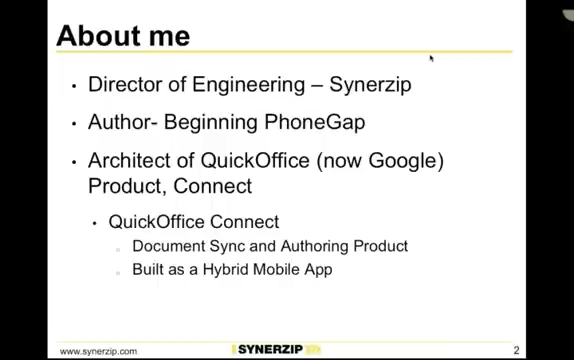 About me
• Director of Engineering – Synerzip
• Author- Beginning PhoneGap
• Architect of QuickOffice (now Google)
Product, Connect
• QuickOffice Connect
Document Sync and Authoring Product
Built as a Hybrid Mobile App
www.synerzip.com
SYNERZIP
2